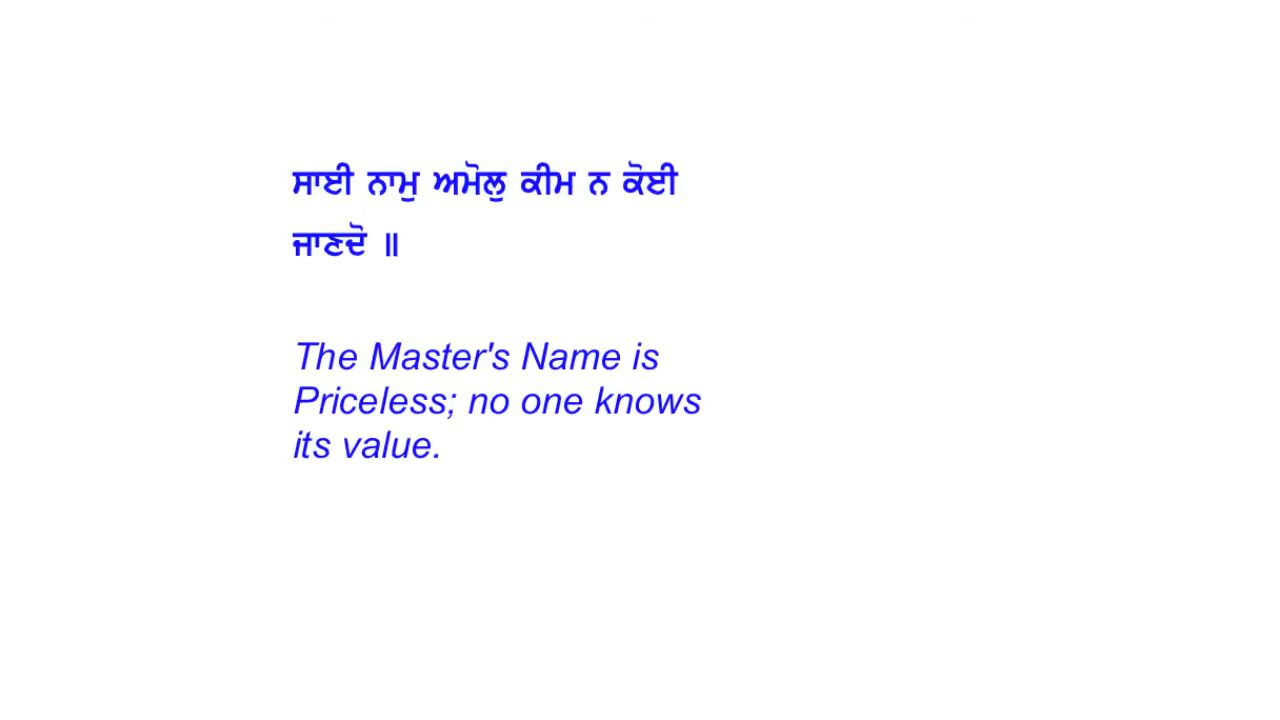 ਸਾਈ ਨਾਮੁ ਅਮੋਲੁ ਕੀਮ ਨ ਕੋਈ
ਜਾਣਦੋ ॥
The Master's Name is
Priceless; no one knows
its value.